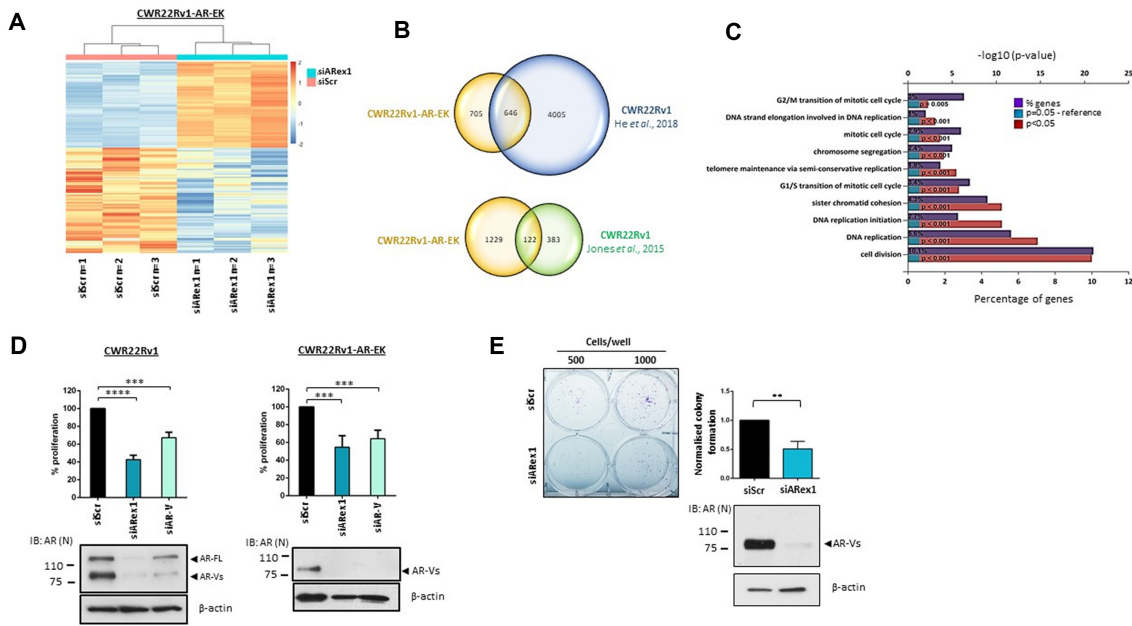 A
CWR22Rv1-AR-EK
2
1
0
-1
-2
siARex1
siScr
siScr n=1
siScr n=2
siScr n=3
siARex1 n=1
siARex1 n=2
siARex1 n=3
B
CWR22Rv1-AR-EK
705
646
4005
CWR22Rv1
He et al., 2018
CWR22Rv1-AR-EK
1229
122
383
CWR22Rv1
Jones et al., 2015
C
-log10 (p-value)
0 5 10 15 20 25
G2/M transition of mitotic cell cycle
DNA strand elongation involved in DNA replication
mitotic cell cycle
chromosome segregation
telomere maintenance via semi-conservative replication
G1/S transition of mitotic cell cycle
sister chromatid cohesion
DNA replication initiation
DNA replication
cell division
p = 0.005
p < 0.001
p < 0.001
p < 0.001
p < 0.001
p < 0.001
p < 0.001
p < 0.001
p < 0.001
p < 0.001
% genes
p=0.05 - reference
p<0.05
0 2 4 6 8 10 12
Percentage of genes
D
CWR22Rv1
% proliferation
120
100
80
60
40
20
0
***
****
siScr
siARex1
siAR-V
IB: AR (N)
110
75
AR-FL
AR-Vs
β-actin
CWR22Rv1-AR-EK
% proliferation
120
100
80
60
40
20
0
***
***
siScr
siARex1
siAR-V
IB: AR (N)
110
75
AR-Vs
β-actin
E
Cells/well
500 1000
siScr
siARex1
Normalised colony
formation
1.5
1.0
0.5
0.0
**
siScr siARex1
IB: AR (N)
110
75
AR-Vs
β-actin